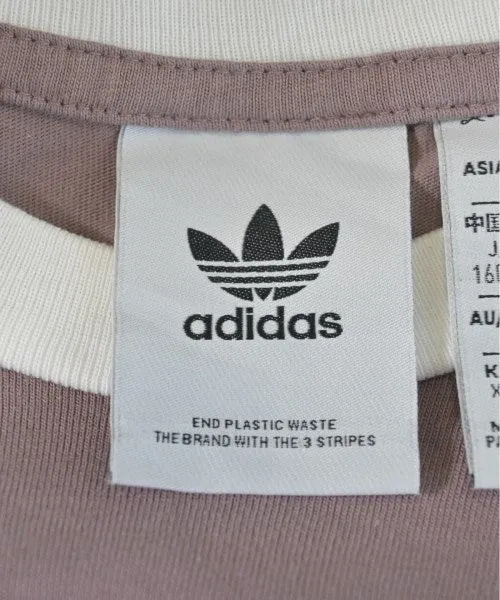 adidas
END PLASTIC WASTE
THE BRAND WITH THE 3 STRIPES
ASIA
中国
J
AU/
K
X